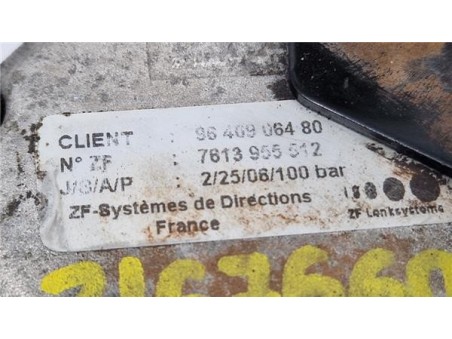 CLIENT : 96 469 064 80
N° ZF : 7613 955 512
J/S/A/P : 2/25/06/100 bar
ZF-Systèmes de Directions
France
ZF Lenksysteme